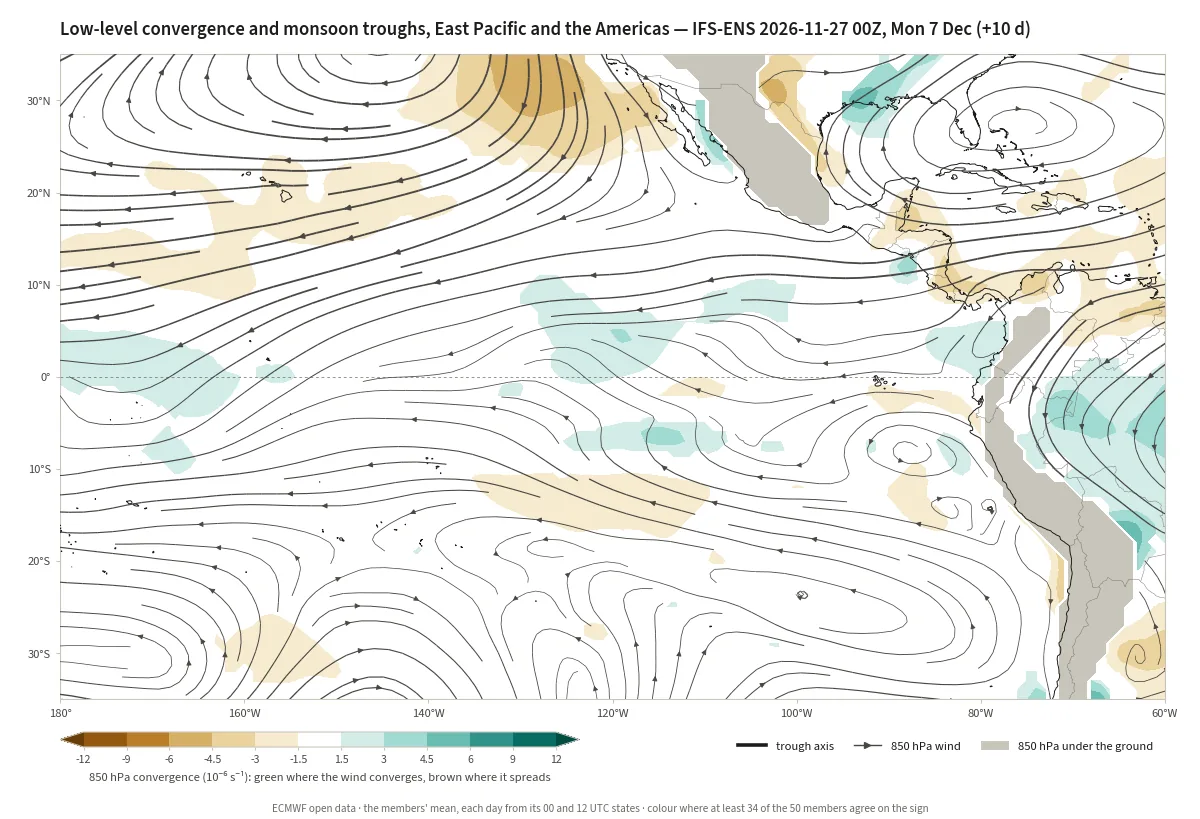 Low-level convergence and monsoon troughs, East Pacific and the Americas — IFS-ENS 2026-11-27 00Z, Mon 7 Dec (+10 d)
30°N
20°N
10°N
0°
10°S
20°S
30°S
180° 160°W 140°W 120°W 100°W 80°W 60°W
-12 -9 -6 -4.5 -3 -1.5 1.5 3 4.5 6 9 12
850 hPa convergence (10⁻⁶ s⁻¹): green where the wind converges, brown where it spreads
trough axis 850 hPa wind 850 hPa under the ground
ECMWF open data · the members' mean, each day from its 00 and 12 UTC states · colour where at least 34 of the 50 members agree on the sign